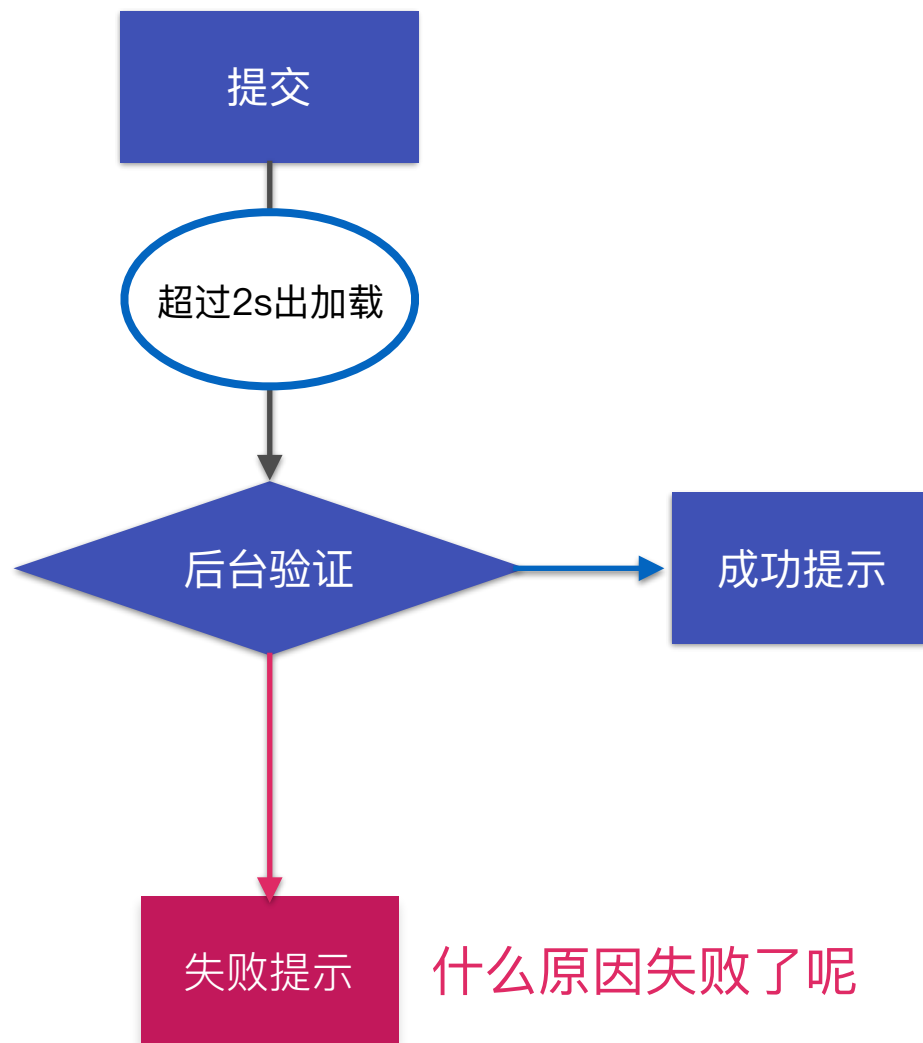 提交
超过2s出加载
后台验证
成功提示
失败提示
什么原因失败了呢